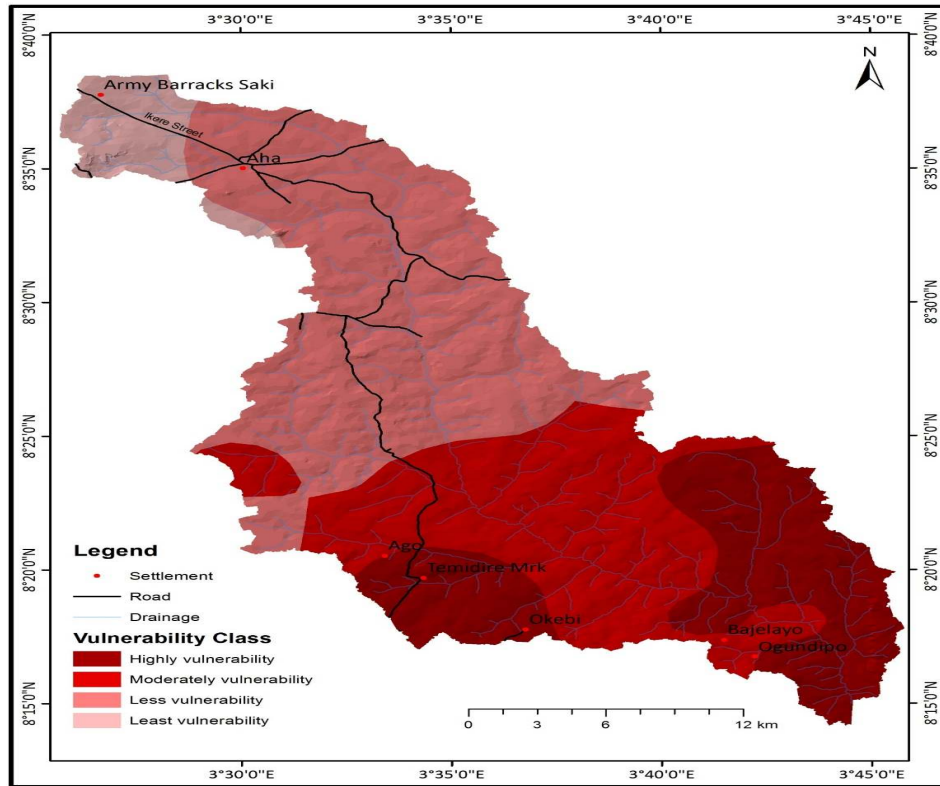 3°30'0"E 3°35'0"E 3°40'0"E 3°45'0"E
8°40'0"N
8°40'0"N
N
Army Barracks Saki
Ikere Street
Aha
8°35'0"N
8°35'0"N
8°30'0"N
8°30'0"N
8°25'0"N
8°25'0"N
8°20'0"N
8°20'0"N
Ago
Temidire Mrk
Okebi
Bajelayo
Ogundipo
Legend
Settlement
Road
Drainage
Vulnerability Class
Highly vulnerability
Moderately vulnerability
Less vulnerability
Least vulnerability
8°15'0"N
8°15'0"N
0 3 6 12 km
3°30'0"E 3°35'0"E 3°40'0"E 3°45'0"E